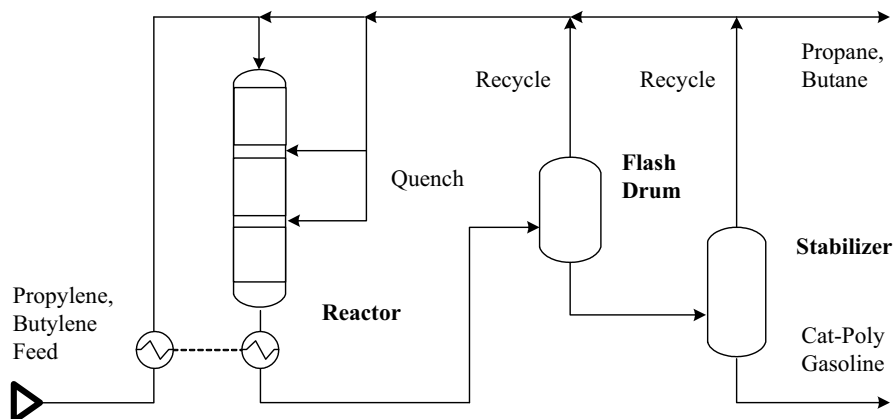 Propane,
Butane
Recycle
Recycle
Flash
Drum
Quench
Stabilizer
Propylene,
Butylene
Feed
Reactor
Cat-Poly
Gasoline